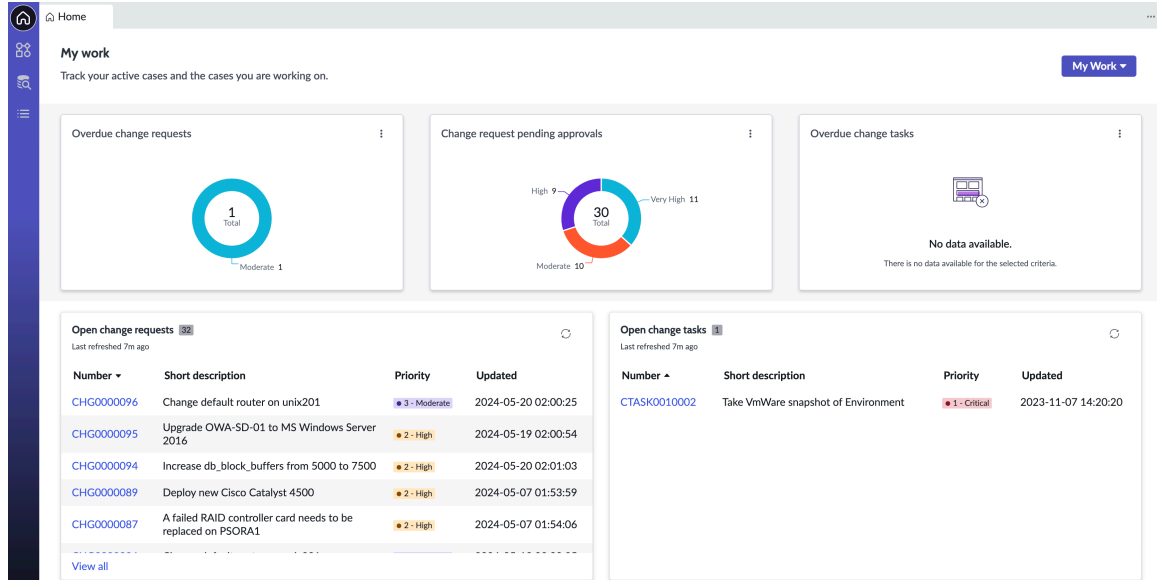 Home
My work
Track your active cases and the cases you are working on.
My Work
Overdue change requests
1
Total
Moderate 1
Change request pending approvals
High 9
Very High 11
30
Total
Moderate 10
Overdue change tasks
No data available.
There is no data available for the selected criteria.
Open change requests 32
Last refreshed 7m ago
Number Short description Priority Updated
CHG0000096 Change default router on unix201 3 - Moderate 2024-05-20 02:00:25
CHG0000095 Upgrade OWA-SD-01 to MS Windows Server 2016 2 - High 2024-05-19 02:00:54
CHG0000094 Increase db_block_buffers from 5000 to 7500 2 - High 2024-05-20 02:01:03
CHG0000089 Deploy new Cisco Catalyst 4500 2 - High 2024-05-07 01:53:59
CHG0000087 A failed RAID controller card needs to be replaced on PSORA1 2 - High 2024-05-07 01:54:06
View all
Open change tasks 1
Last refreshed 7m ago
Number Short description Priority Updated
CTASK0010002 Take VmWare snapshot of Environment 1 - Critical 2023-11-07 14:20:20